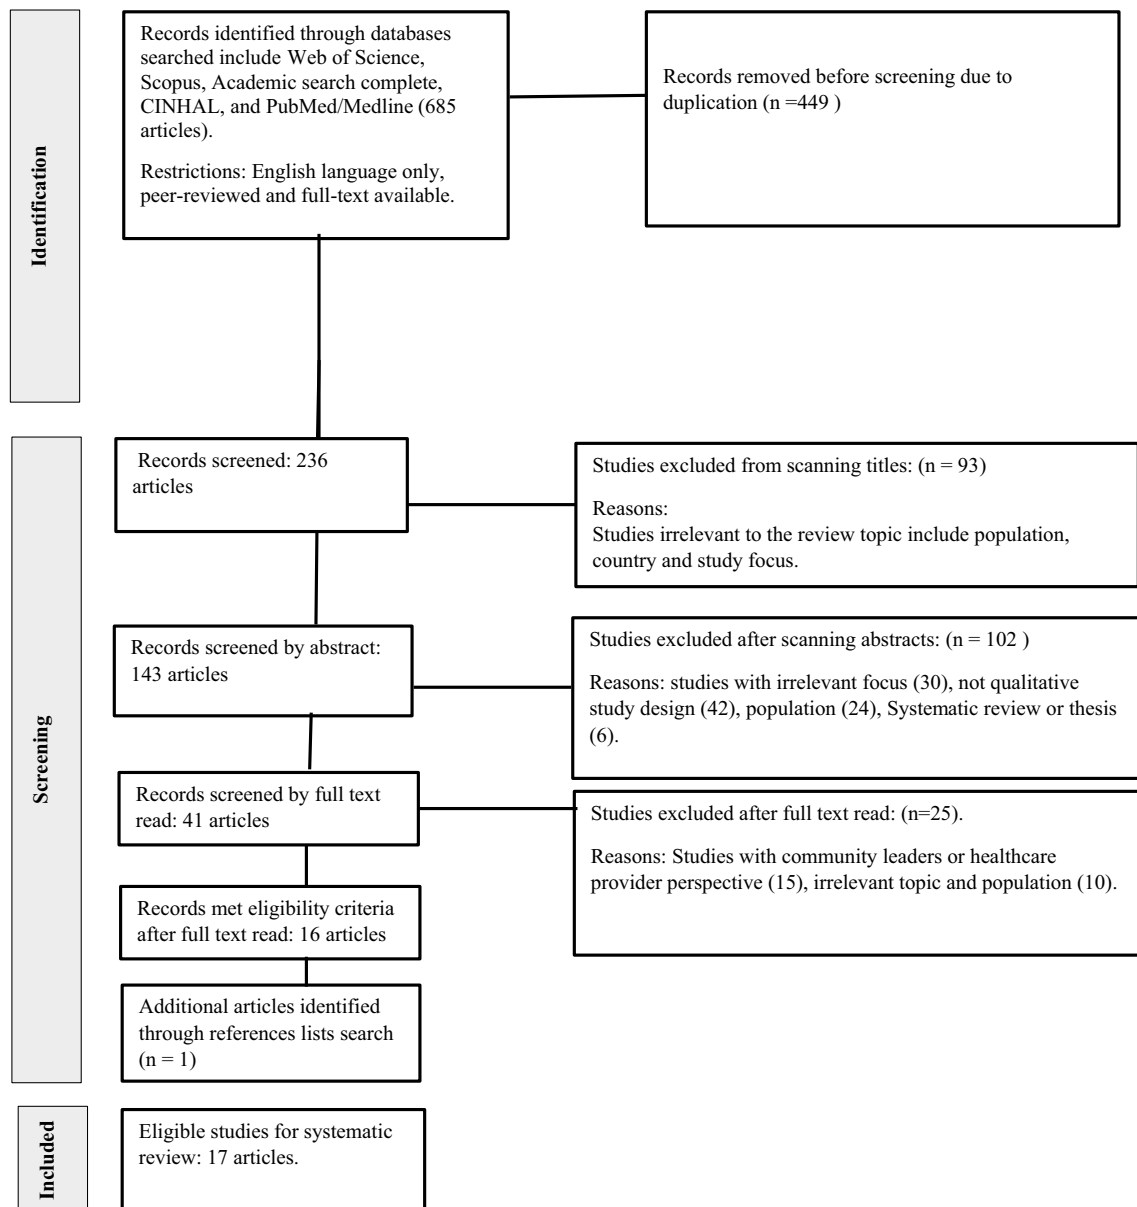 Identification
Records identified through databases
searched include Web of Science,
Scopus, Academic search complete,
CINHAL, and PubMed/Medline (685
articles).
Restrictions: English language only,
peer-reviewed and full-text available.
Records removed before screening due to
duplication (n =449 )
Screening
Records screened: 236
articles
Studies excluded from scanning titles: (n = 93)
Reasons:
Studies irrelevant to the review topic include population,
country and study focus.
Records screened by abstract:
143 articles
Studies excluded after scanning abstracts: (n = 102 )
Reasons: studies with irrelevant focus (30), not qualitative
study design (42), population (24), Systematic review or thesis
(6).
Records screened by full text
read: 41 articles
Studies excluded after full text read: (n=25).
Reasons: Studies with community leaders or healthcare
provider perspective (15), irrelevant topic and population (10).
Records met eligibility criteria
after full text read: 16 articles
Additional articles identified
through references lists search
(n = 1)
Included
Eligible studies for systematic
review: 17 articles.